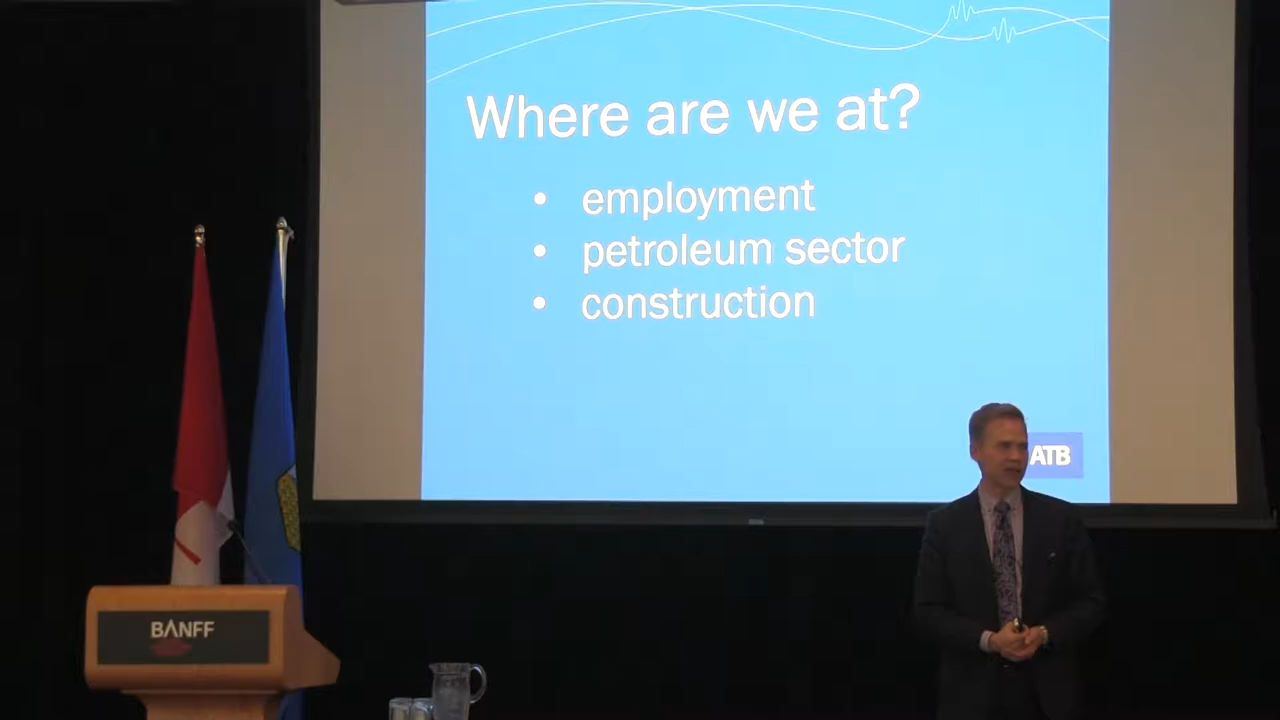 Where are we at?
• employment
• petroleum sector
• construction
ATB
BANFF